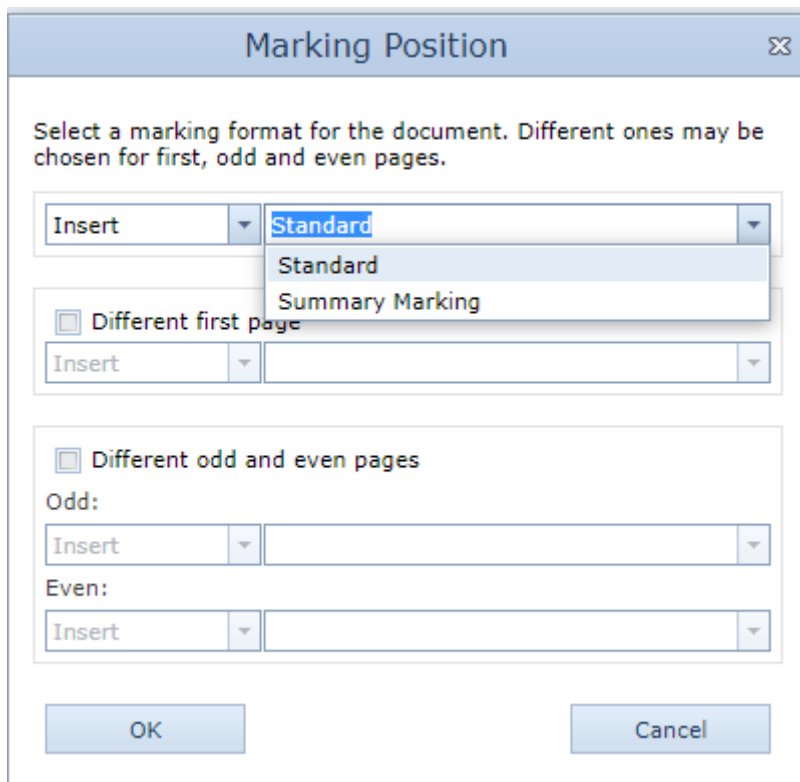 Marking Position
Select a marking format for the document. Different ones may be
chosen for first, odd and even pages.
Insert Standard
Standard
Summary Marking
Different first page
Insert
Different odd and even pages
Odd:
Insert
Even:
Insert
OK Cancel